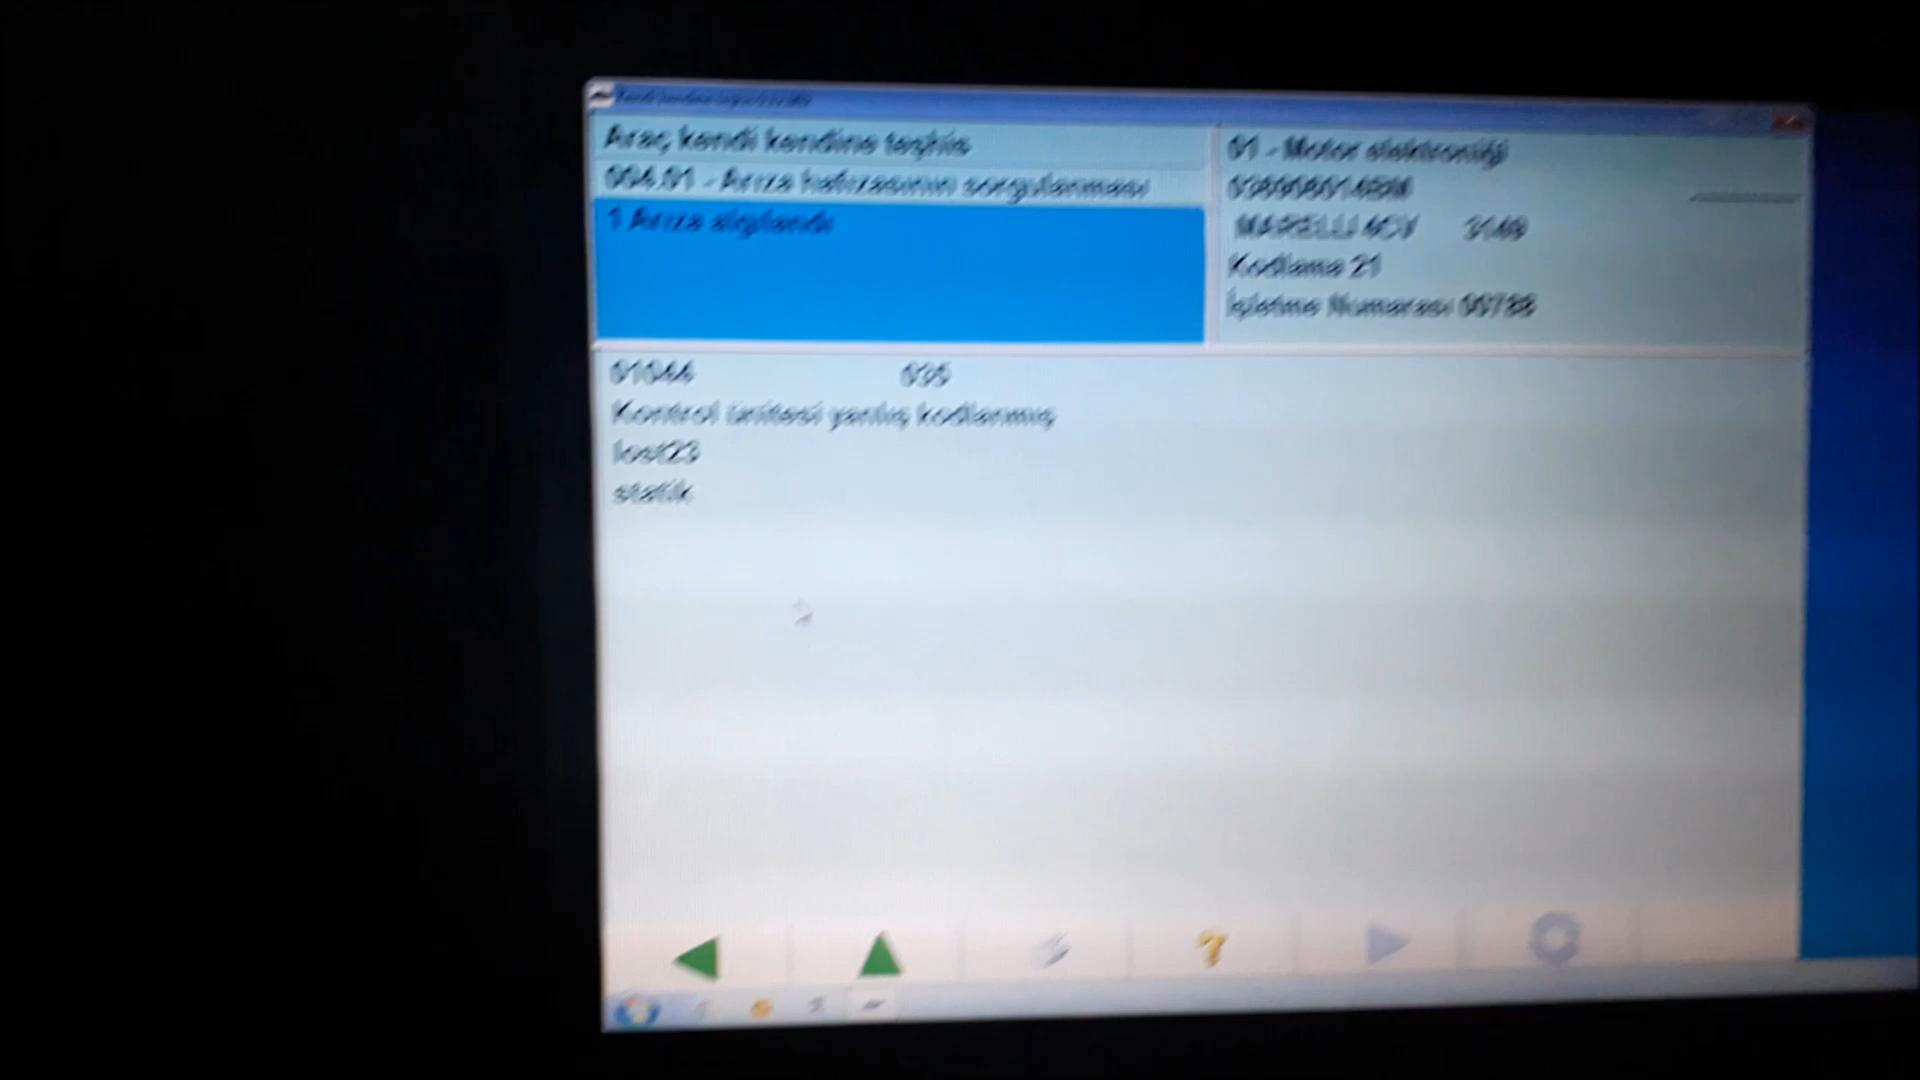 Araç kendi kendine teşhis
004.01 - Arıza hafızasının sorgulanması
1 Arıza algılandı
01 - Motor elektroniği
MARELLI 4CV
Kodlama 21
İşletme Numarası 00788
01044 035
Kontrol ünitesi yanlış kodlanmış
statik